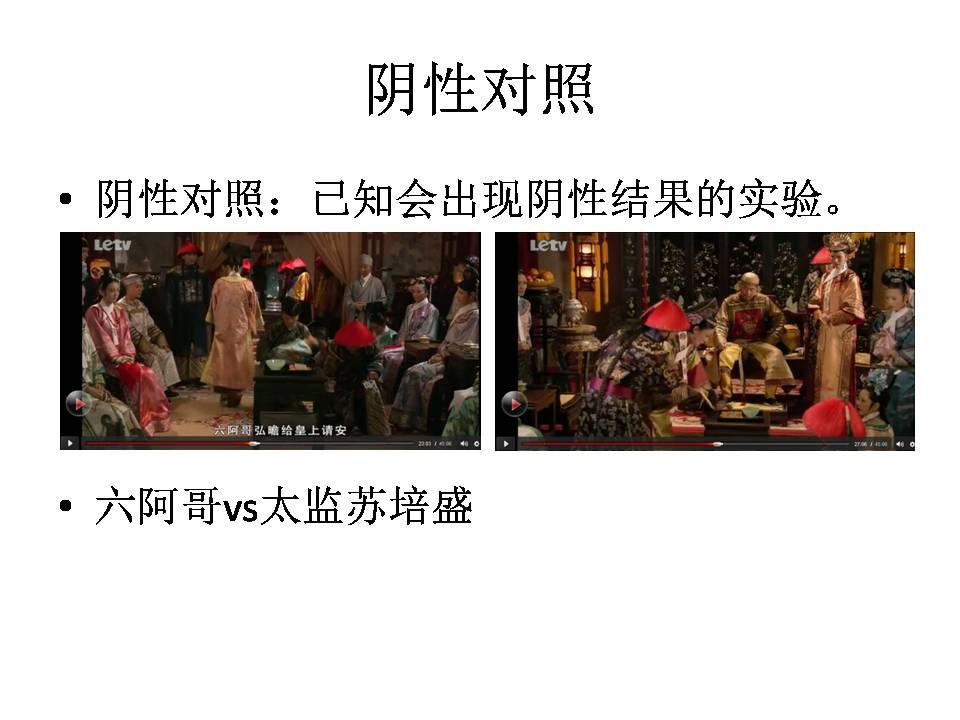 阴性对照
• 阴性对照：已知会出现阴性结果的实验。
Letv
Letv
六阿哥弘瞻给皇上请安
23:03 / 45:00
27:06 / 45:00
• 六阿哥vs太监苏培盛